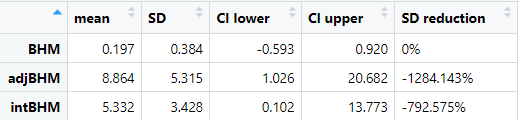 mean SD CI lower CI upper SD reduction
BHM 0.197 0.384 -0.593 0.920 0%
adjBHM 8.864 5.315 1.026 20.682 -1284.143%
intBHM 5.332 3.428 0.102 13.773 -792.575%